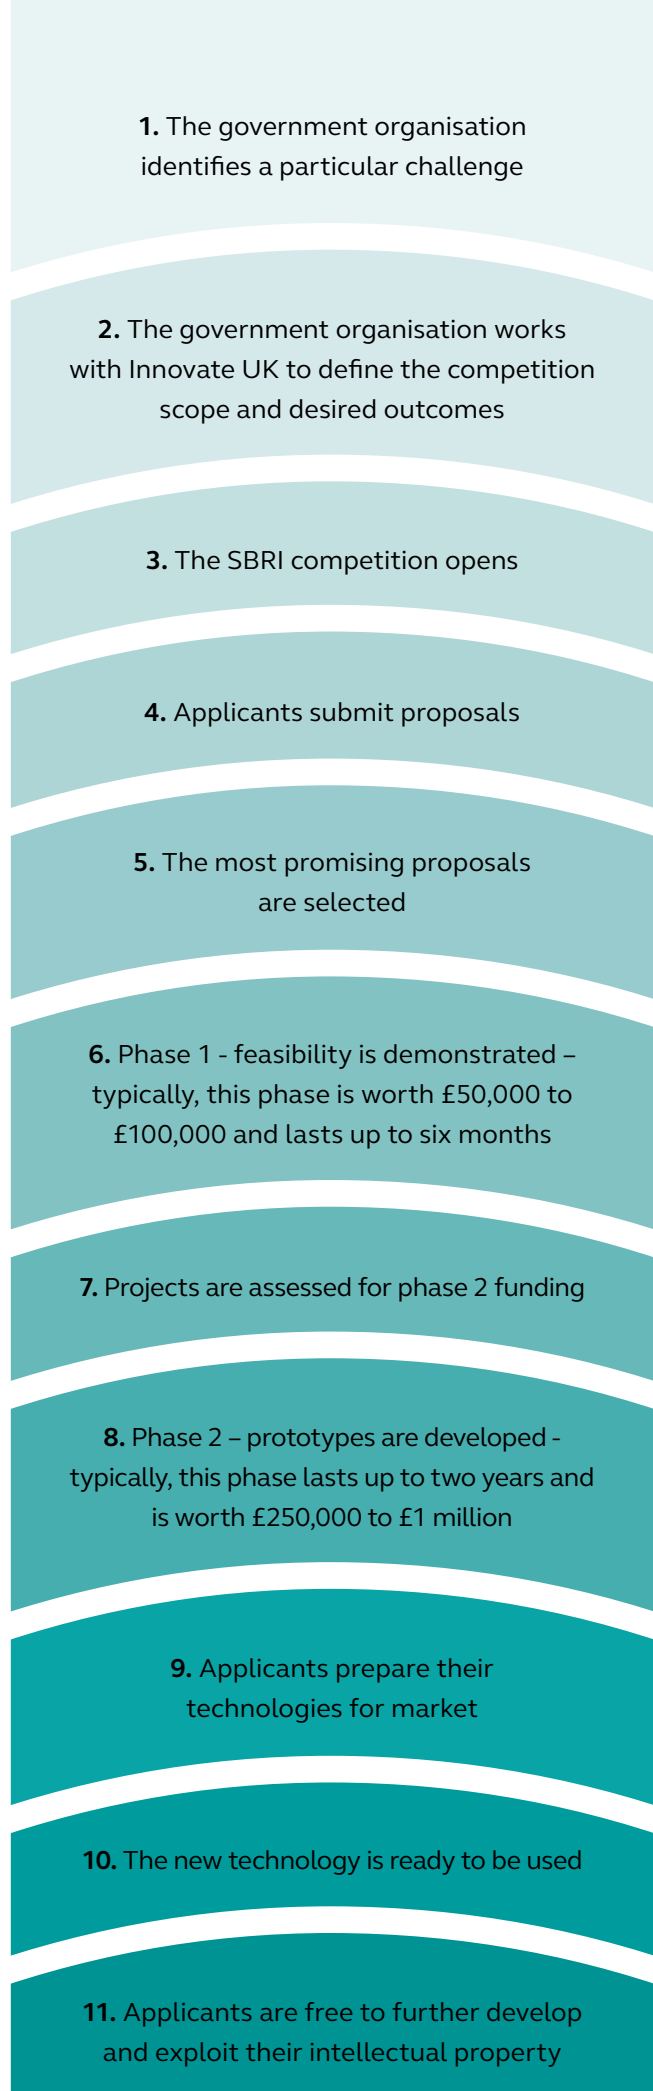 1. The government organisation
identifies a particular challenge
2. The government organisation works
with Innovate UK to define the competition
scope and desired outcomes
3. The SBRI competition opens
4. Applicants submit proposals
5. The most promising proposals
are selected
6. Phase 1 - feasibility is demonstrated –
typically, this phase is worth £50,000 to
£100,000 and lasts up to six months
7. Projects are assessed for phase 2 funding
8. Phase 2 – prototypes are developed -
typically, this phase lasts up to two years and
is worth £250,000 to £1 million
9. Applicants prepare their
technologies for market
10. The new technology is ready to be used
11. Applicants are free to further develop
and exploit their intellectual property